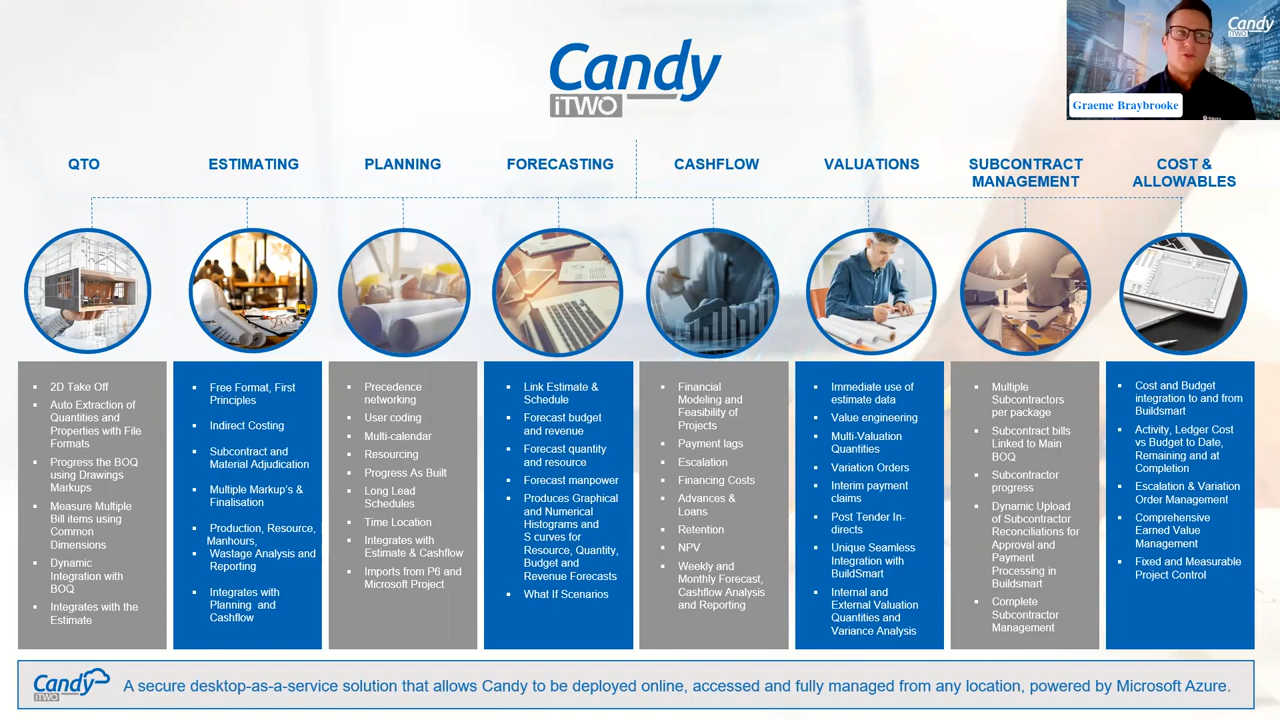 Candy
iTWO
Candy
iTWO
Graeme Braybrooke
QTO
ESTIMATING
PLANNING
FORECASTING
CASHFLOW
VALUATIONS
SUBCONTRACT
MANAGEMENT
COST &
ALLOWABLES
2D Take Off
Auto Extraction of
Quantities and
Properties with File
Formats
Progress the BOQ
using Drawings
Markups
Measure Multiple
Bill items using
Common
Dimensions
Dynamic
Integration with
BOQ
Integrates with the
Estimate
Free Format, First
Principles
Indirect Costing
Subcontract and
Material Adjudication
Multiple Markup's &
Finalisation
Production, Resource,
Manhours,
Wastage Analysis and
Reporting
Integrates with
Planning and
Cashflow
Precedence
networking
User coding
Multi-calendar
Resourcing
Progress As Built
Long Lead
Schedules
Time Location
Integrates with
Estimate & Cashflow
Imports from P6 and
Microsoft Project
Link Estimate &
Schedule
Forecast budget
and revenue
Forecast quantity
and resource
Forecast manpower
Produces Graphical
and Numerical
Histograms and
S curves for
Resource, Quantity,
Budget and
Revenue Forecasts
What If Scenarios
Financial
Modeling and
Feasibility of
Projects
Payment lags
Escalation
Financing Costs
Advances &
Loans
Retention
NPV
Weekly and
Monthly Forecast,
Cashflow Analysis
and Reporting
Immediate use of
estimate data
Value engineering
Multi-Valuation
Quantities
Variation Orders
Interim payment
claims
Post Tender In-
directs
Unique Seamless
Integration with
BuildSmart
Internal and
External Valuation
Quantities and
Variance Analysis
Multiple
Subcontractors
per package
Subcontract bills
Linked to Main
BOQ
Subcontractor
progress
Dynamic Upload
of Subcontractor
Reconciliations for
Approval and
Payment
Processing in
Buildsmart
Complete
Subcontractor
Management
Cost and Budget
integration to and from
Buildsmart
Activity, Ledger Cost
vs Budget to Date,
Remaining and at
Completion
Escalation & Variation
Order Management
Comprehensive
Earned Value
Management
Fixed and Measurable
Project Control
Candy
iTWO
A secure desktop-as-a-service solution that allows Candy to be deployed online, accessed and fully managed from any location, powered by Microsoft Azure.